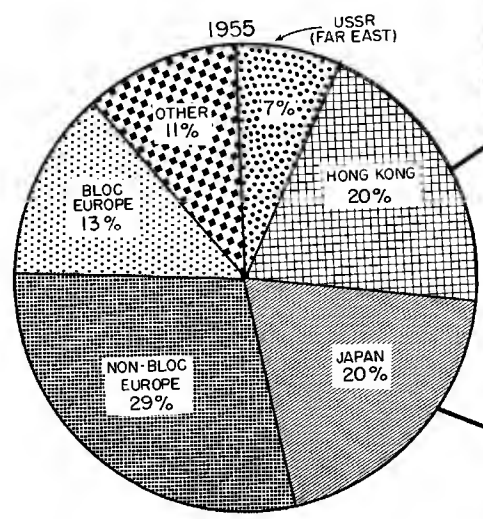 1955
USSR
(FAR EAST)
7%
HONG KONG
20%
JAPAN
20%
NON-BLOC
EUROPE
29%
BLOC
EUROPE
13%
OTHER
11%